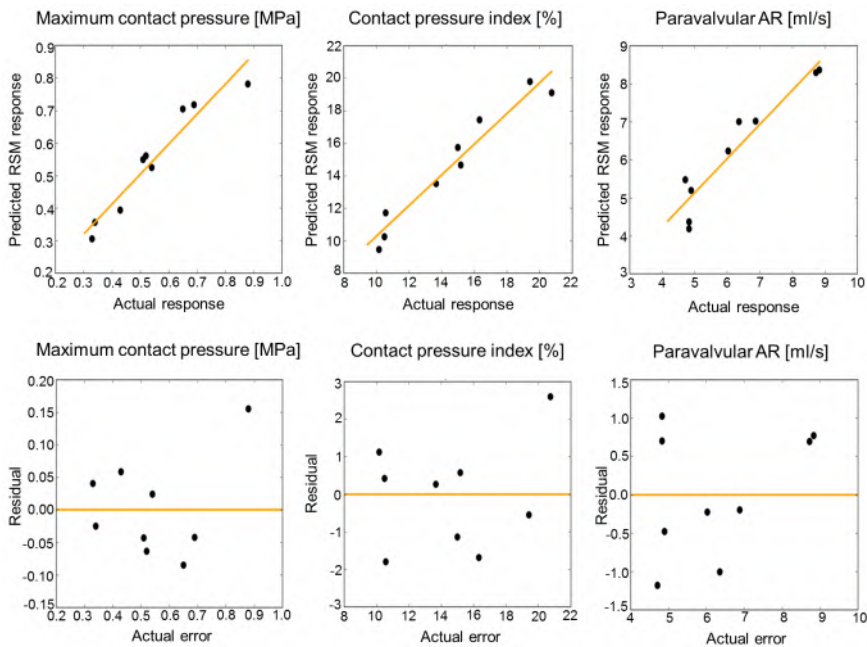 Maximum contact pressure [MPa]
Contact pressure index [%]
Paravalvular AR [ml/s]
Predicted RSM response
0.9
0.8
0.7
0.6
0.5
0.4
0.3
0.2
0.2 0.3 0.4 0.5 0.6 0.7 0.8 0.9 1.0
Actual response
Predicted RSM response
22
20
18
16
14
12
10
8
8 10 12 14 16 18 20 22
Actual response
Predicted RSM response
9
8
7
6
5
4
3
3 4 5 6 7 8 9 10
Actual response
Maximum contact pressure [MPa]
Contact pressure index [%]
Paravalvular AR [ml/s]
Residual
0.20
0.15
0.10
0.05
0.00
-0.05
-0.10
-0.15
0.2 0.3 0.4 0.5 0.6 0.7 0.8 0.9 1.0
Actual error
Residual
3
2
1
0
-1
-2
-3
8 10 12 14 16 18 20 22
Actual error
Residual
1.5
1.0
0.5
0.0
-0.5
-1.0
-1.5
4 5 6 7 8 9 10
Actual error